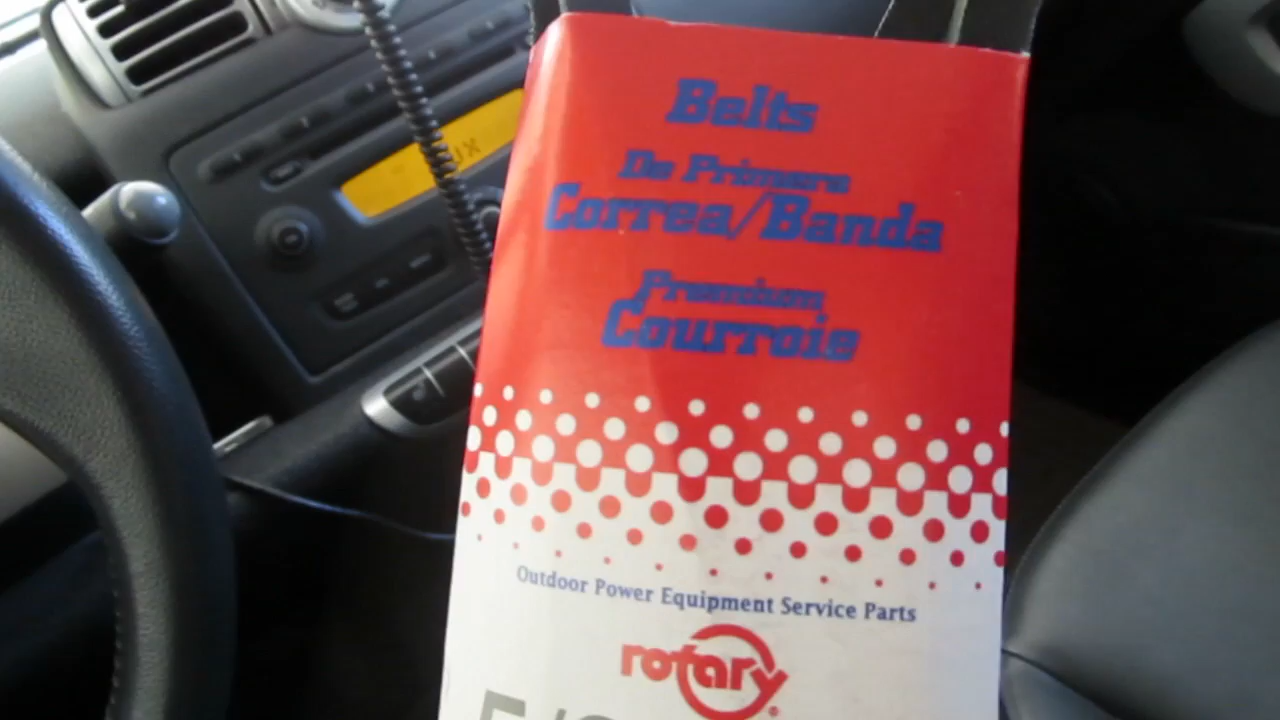 Belts
De Primera
Correa/Banda
Premium
Courroie
Outdoor Power Equipment Service Parts
rotary